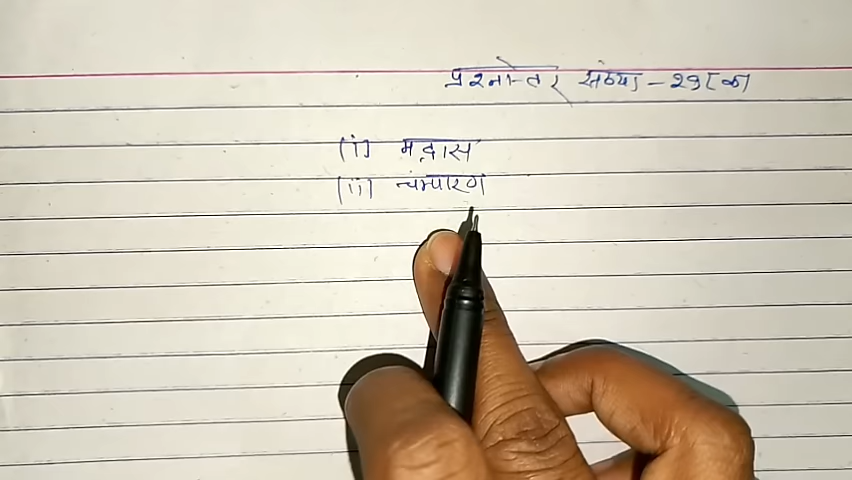 प्रश्नोत्तर संख्या - 29 (क)
(i) मद्रास
(ii) चम्पारण